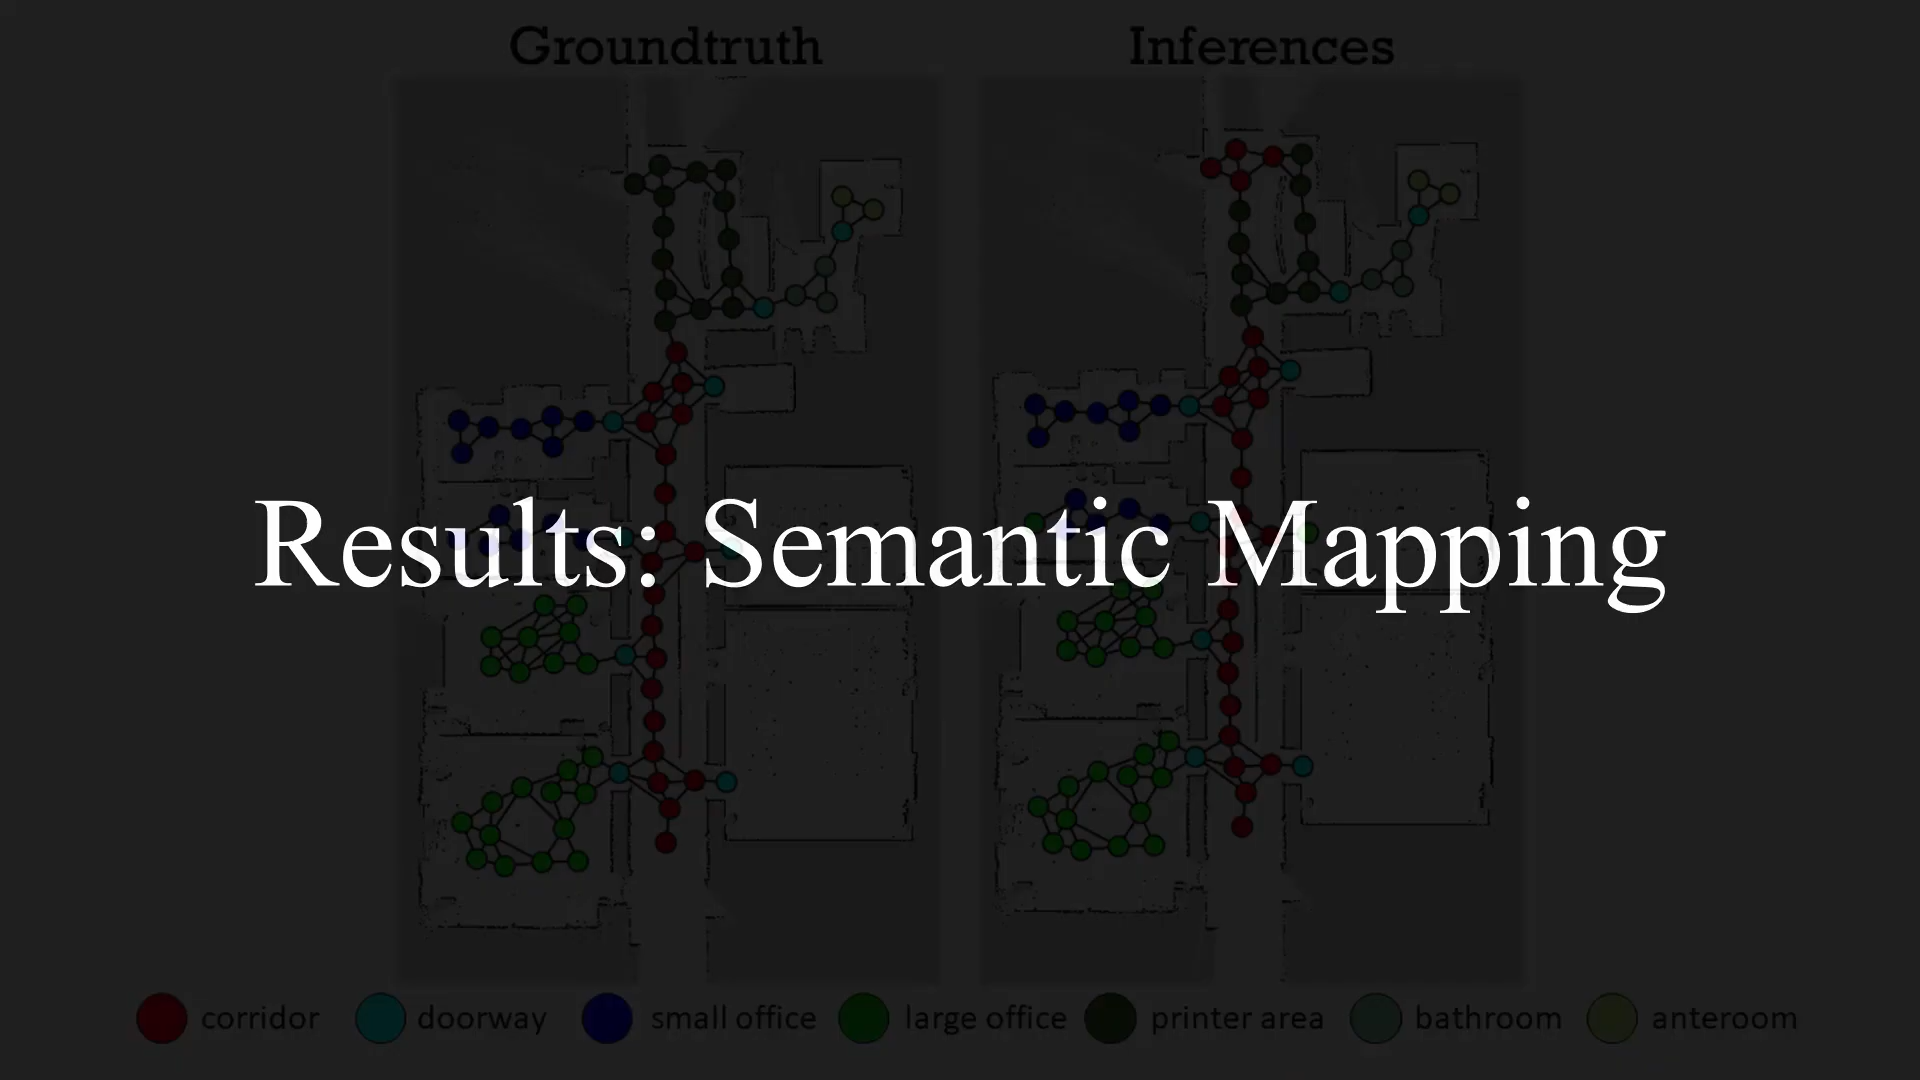 Groundtruth Inferences
Results: Semantic Mapping
corridor doorway small office large office printer area bathroom anteroom